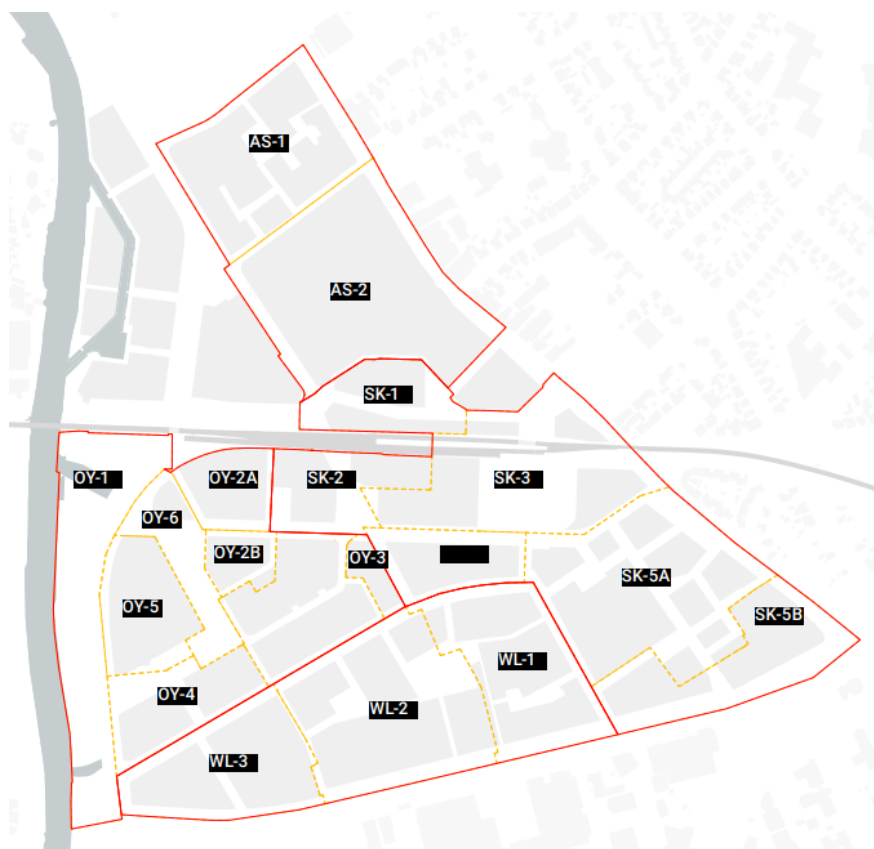 AS-1
AS-2
SK-1
OY-1
OY-2A
SK-2
SK-3
OY-6
OY-2B
OY-3
SK-5A
OY-5
SK-5B
WL-1
OY-4
WL-2
WL-3